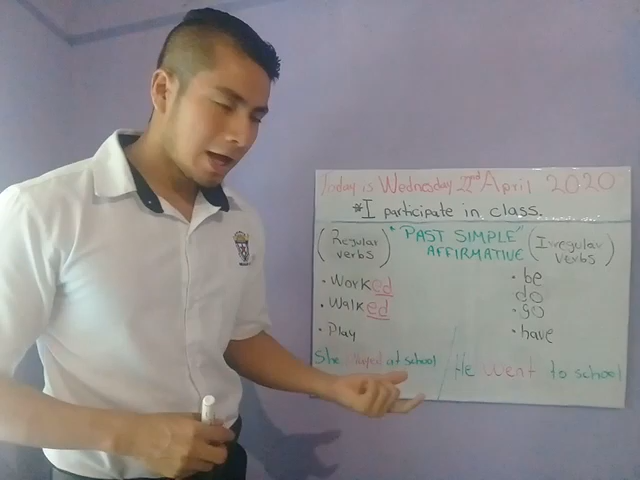 Today is Wednesday 22nd April 2020
*I participate in class.
"PAST SIMPLE"
AFFIRMATIVE
(Regular verbs)
• Worked
• Walked
• Play
She played at school
(Irregular verbs)
• be
do
• go
• have
He went to school